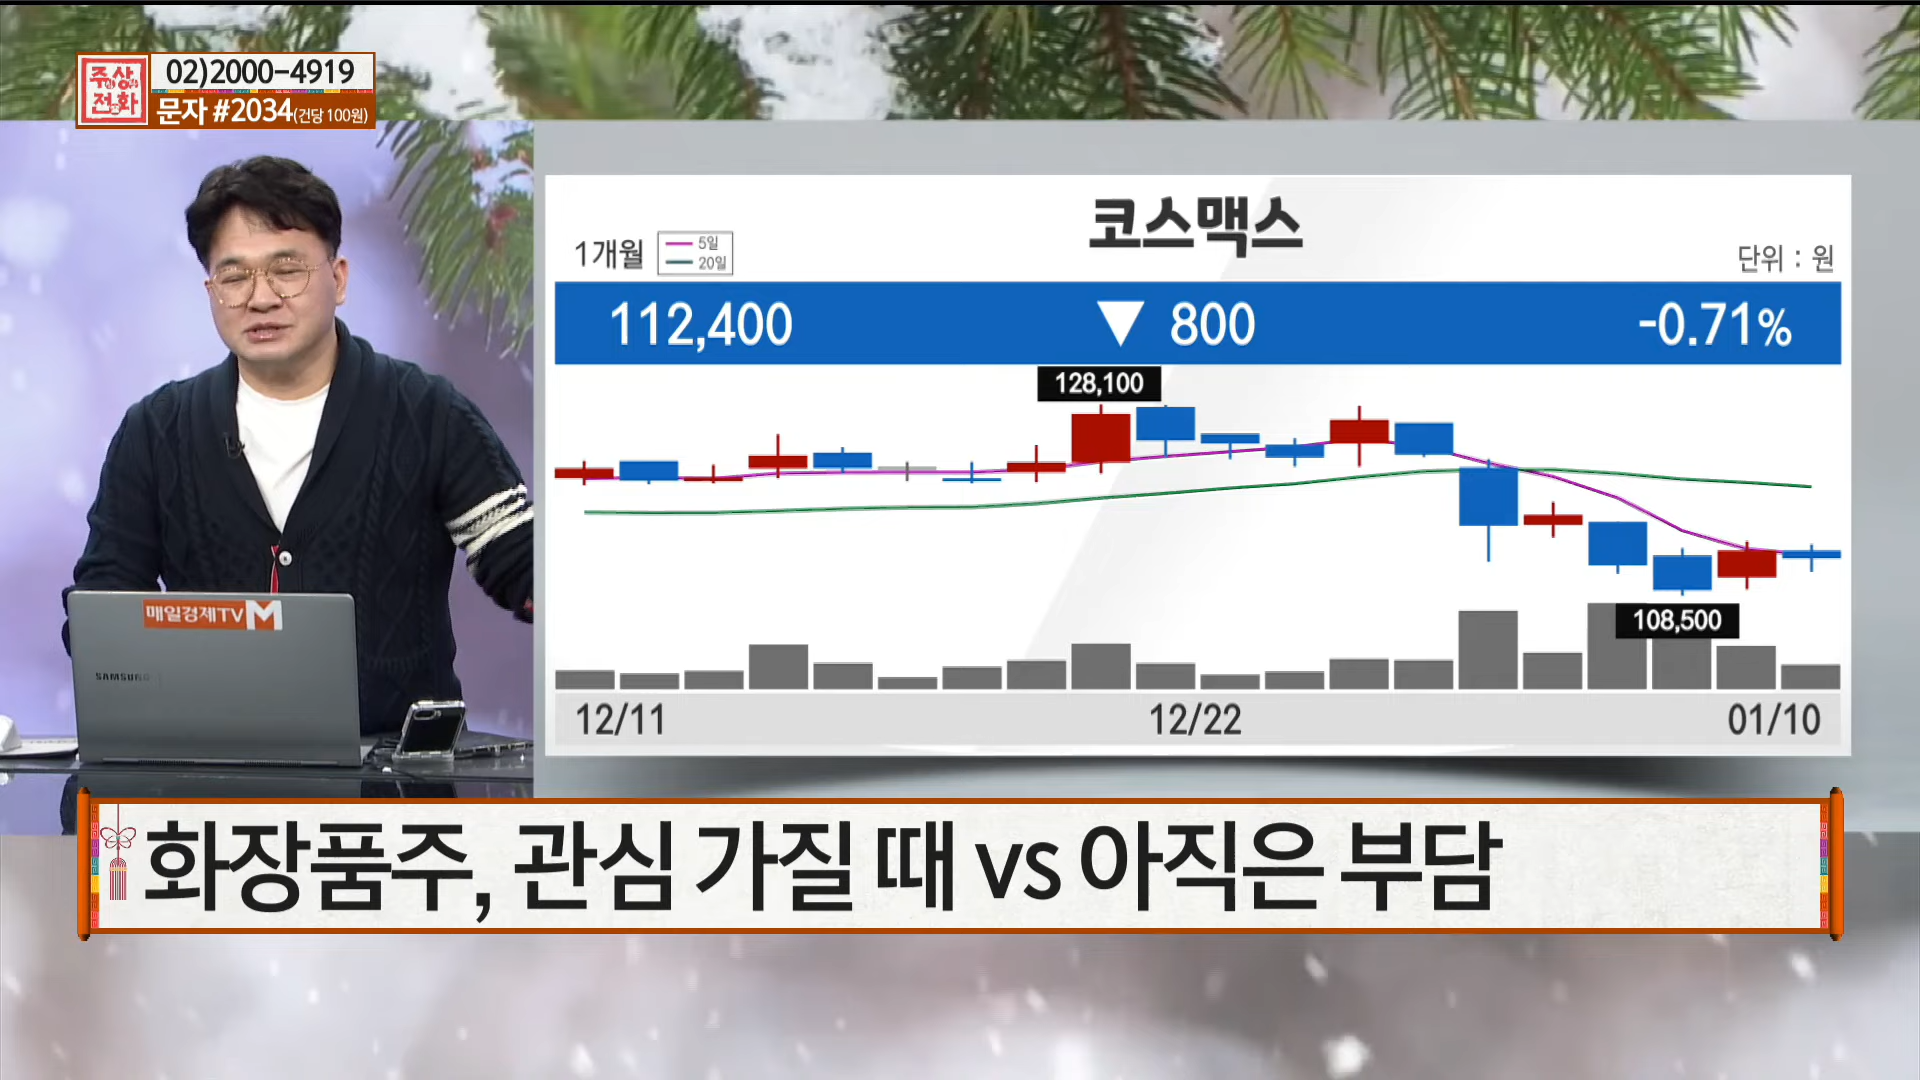 주상
전화
02)2000-4919
문자 #2034(건당 100원)
코스맥스
1개월
5일
20일
단위 : 원
112,400 ▼ 800 -0.71%
128,100
108,500
12/11 12/22 01/10
매일경제TV M
SAMSUNG
화장품주, 관심 가질 때 vs 아직은 부담